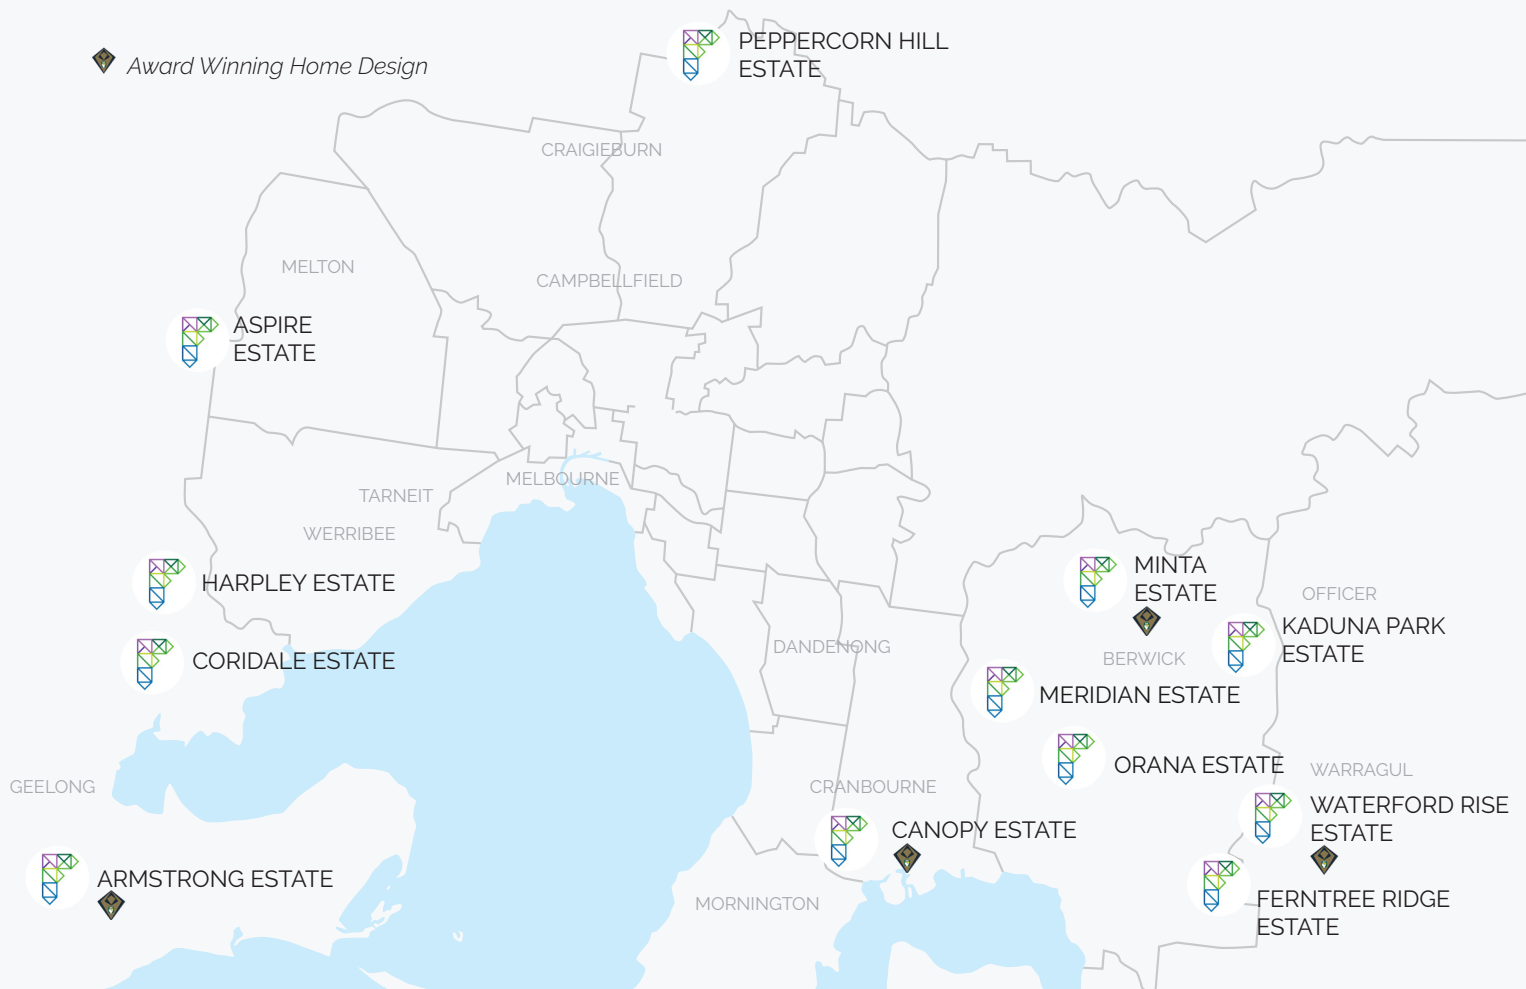 PEPPERCORN HILL
ESTATE
Award Winning Home Design
CRAIGIEBURN
MELTON
CAMPBELLFIELD
ASPIRE
ESTATE
MELBOURNE
TARNEIT
WERRIBEE
HARPLEY ESTATE
CORIDALE ESTATE
MINTA
ESTATE
OFFICER
KADUNA PARK
ESTATE
DANDENONG
BERWICK
MERIDIAN ESTATE
ORANA ESTATE
WARRAGUL
GEELONG
CRANBOURNE
WATERFORD RISE
ESTATE
CANOPY ESTATE
ARMSTRONG ESTATE
MORNINGTON
FERNTREE RIDGE
ESTATE